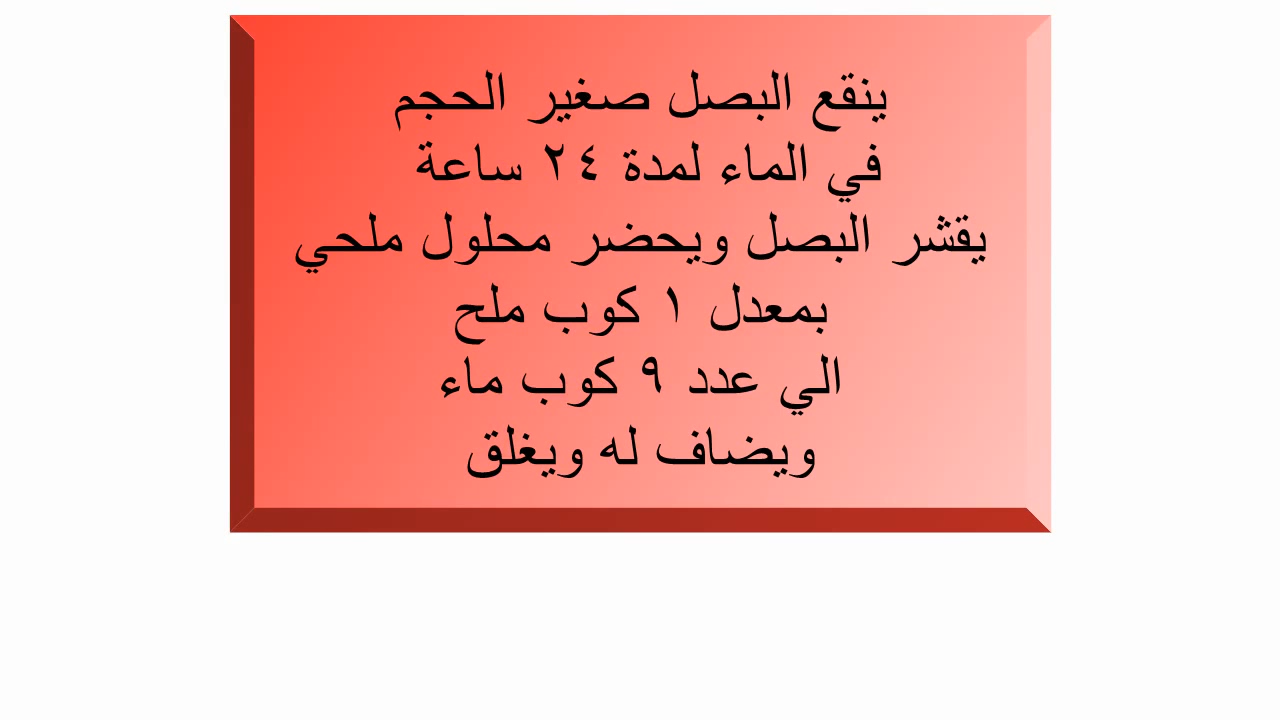 ينقع البصل صغير الحجم
في الماء لمدة ٢٤ ساعة
يقشر البصل ويحضر محلول ملحي
بمعدل ١ كوب ملح
الي عدد ٩ كوب ماء
ويضاف له ويغلق